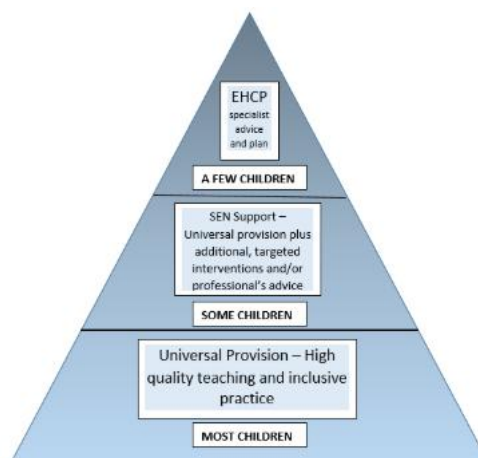 EHCP
specialist
advice
and plan
A FEW CHILDREN
SEN Support –
Universal provision plus
additional, targeted
interventions and/or
professional's advice
SOME CHILDREN
Universal Provision – High
quality teaching and inclusive
practice
MOST CHILDREN